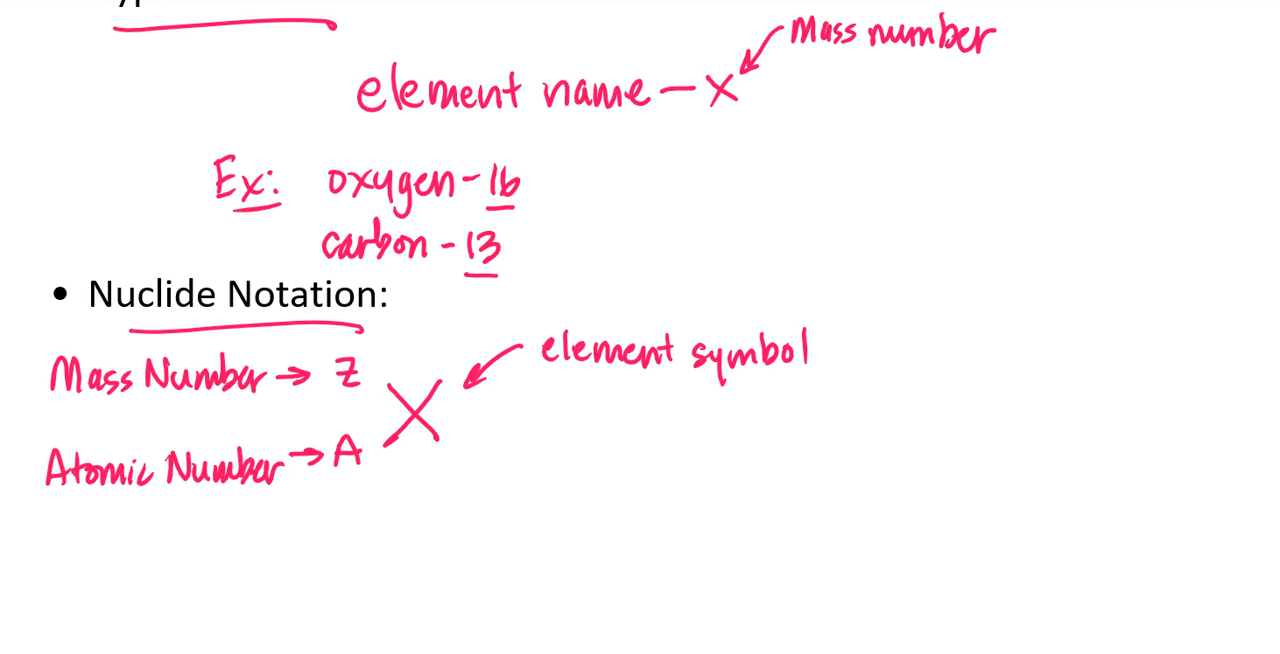 Mass number
element name - x
Ex: oxygen - 16
carbon - 13
• Nuclide Notation:
Mass Number → Z X element symbol
Atomic Number → A